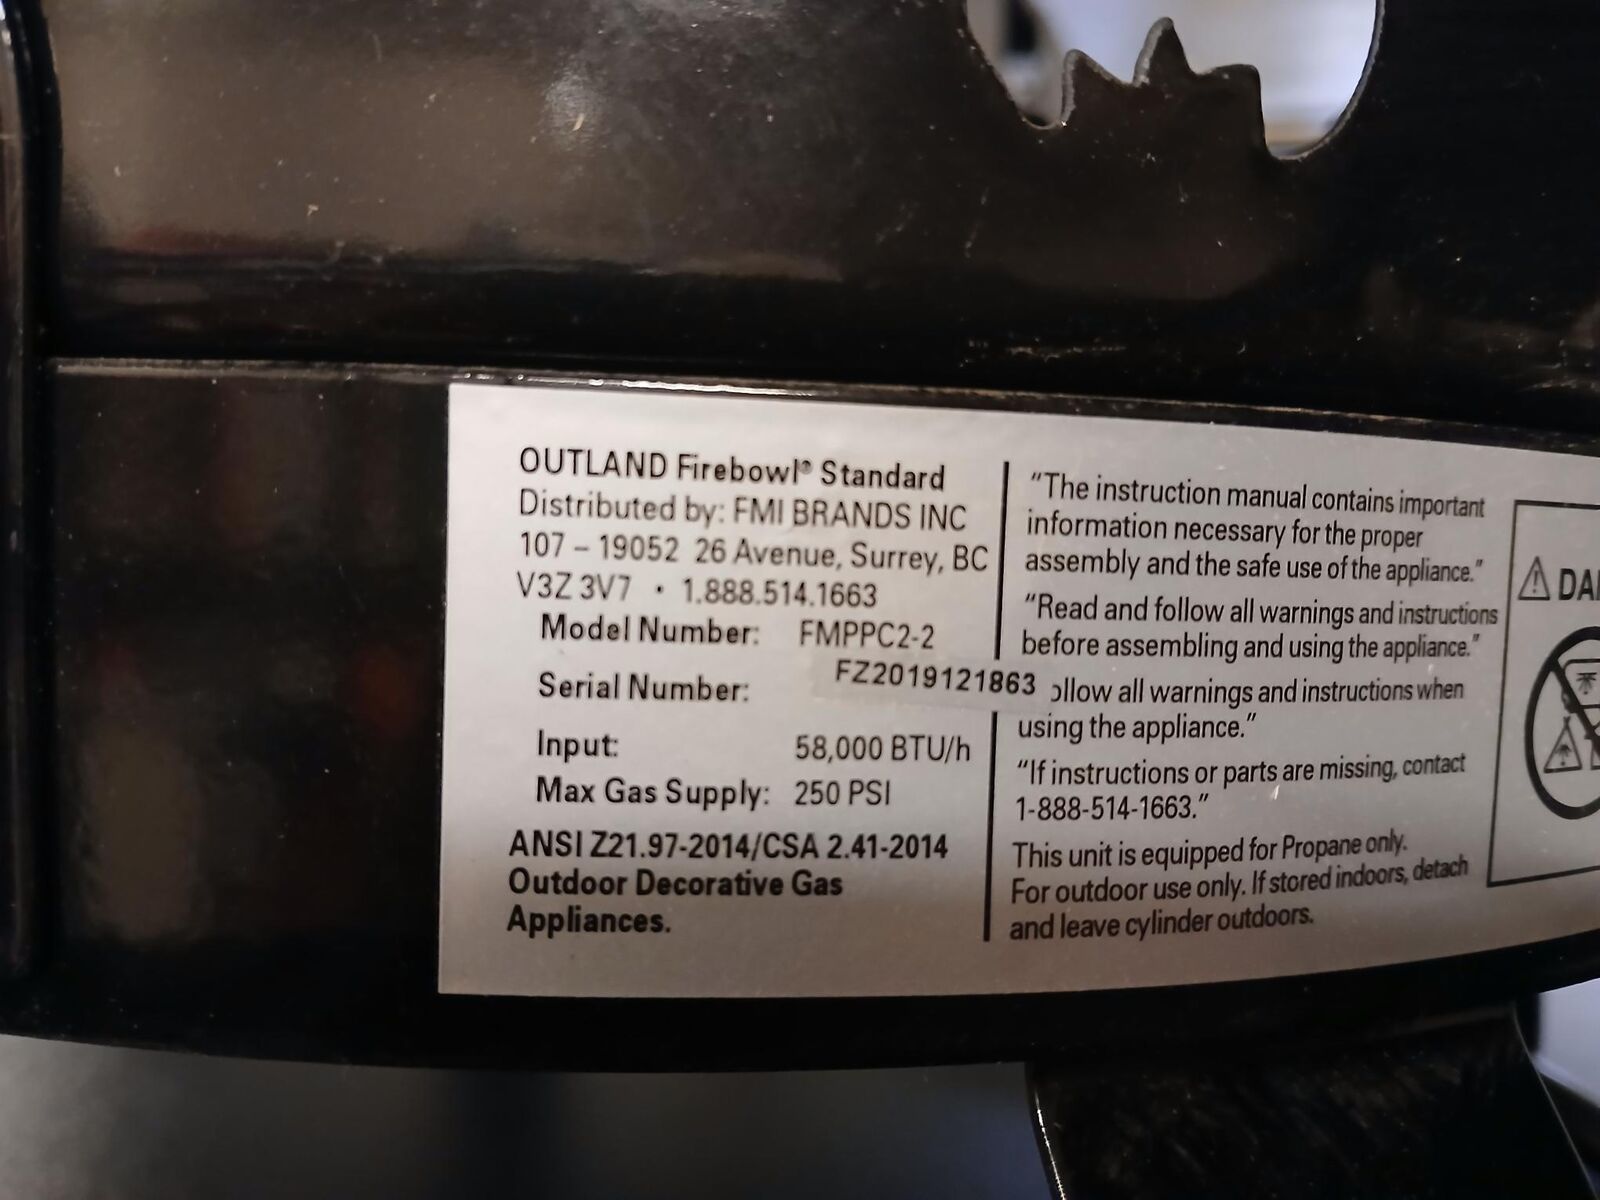 OUTLAND Firebowl® Standard
Distributed by: FMI BRANDS INC
107 – 19052 26 Avenue, Surrey, BC
V3Z 3V7 • 1.888.514.1663
Model Number: FMPPC2-2
Serial Number: FZ2019121863
Input: 58,000 BTU/h
Max Gas Supply: 250 PSI
ANSI Z21.97-2014/CSA 2.41-2014
Outdoor Decorative Gas
Appliances.
“The instruction manual contains important
information necessary for the proper
assembly and the safe use of the appliance.”
“Read and follow all warnings and instructions
before assembling and using the appliance.”
ollow all warnings and instructions when
using the appliance.”
“If instructions or parts are missing, contact
1-888-514-1663.”
This unit is equipped for Propane only.
For outdoor use only. If stored indoors, detach
and leave cylinder outdoors.